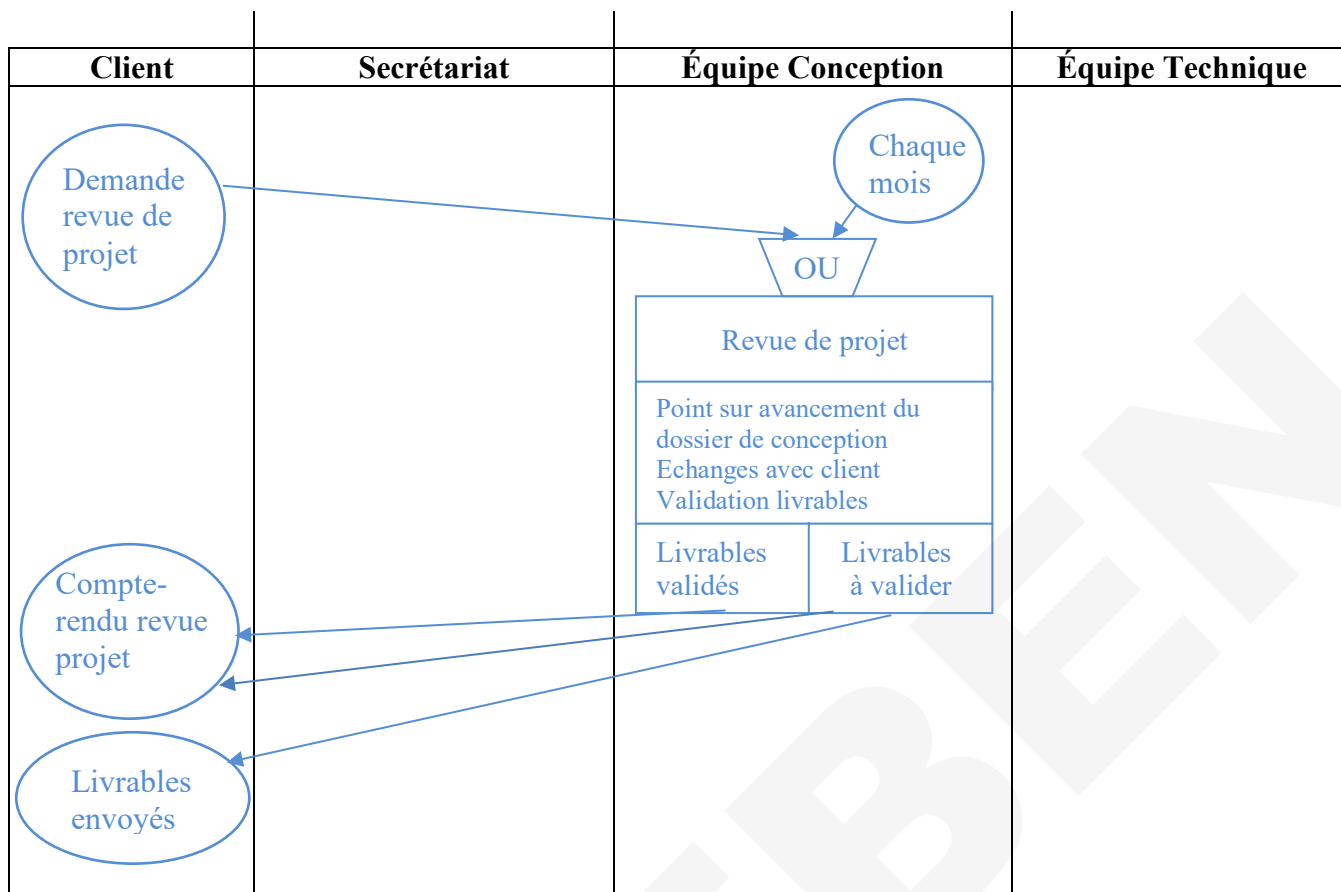 Client
Secrétariat
Équipe Conception
Équipe Technique
Chaque
mois
Demande
revue de
projet
OU
Revue de projet
Point sur avancement du
dossier de conception
Echanges avec client
Validation livrables
Livrables
validés
Livrables
à valider
Compte-
rendu revue
projet
Livrables
envoyés